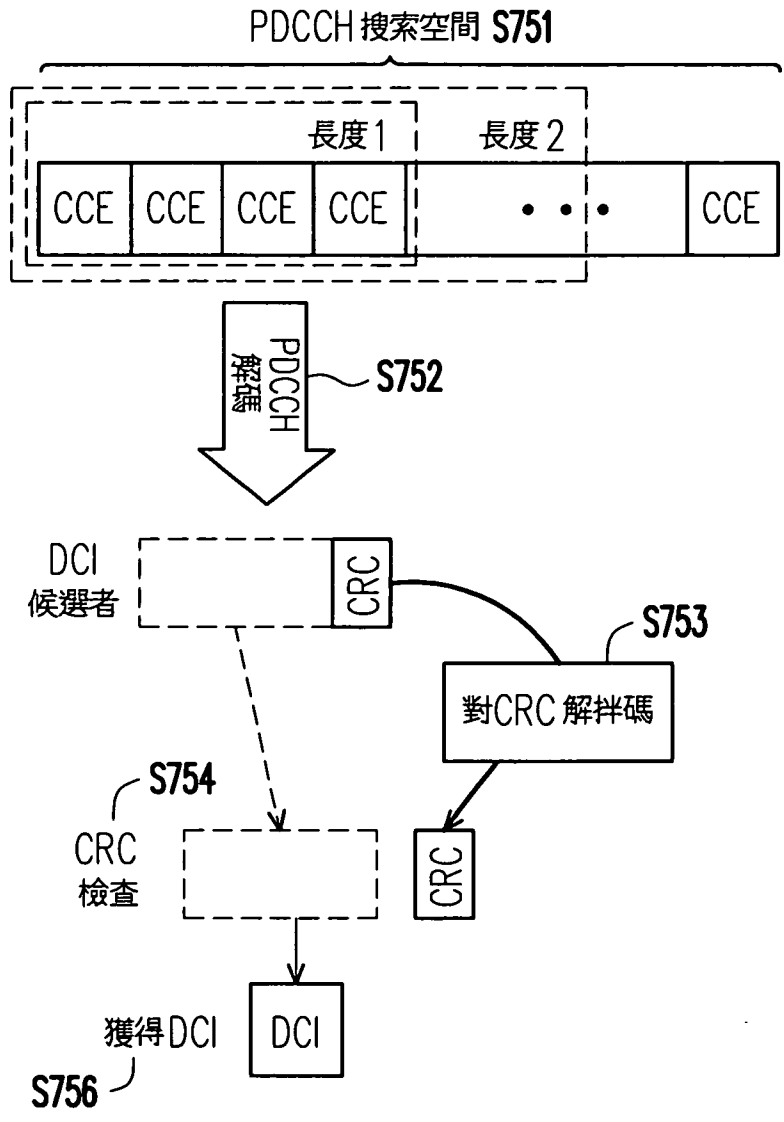 PDCCH 搜索空間 S751
長度1
長度2
CCE CCE CCE CCE • • • CCE
PDCCH
解碼
S752
DCI
候選者
CRC
S753
對CRC解拌碼
S754
CRC
檢查
CRC
獲得DCI
DCI
S756